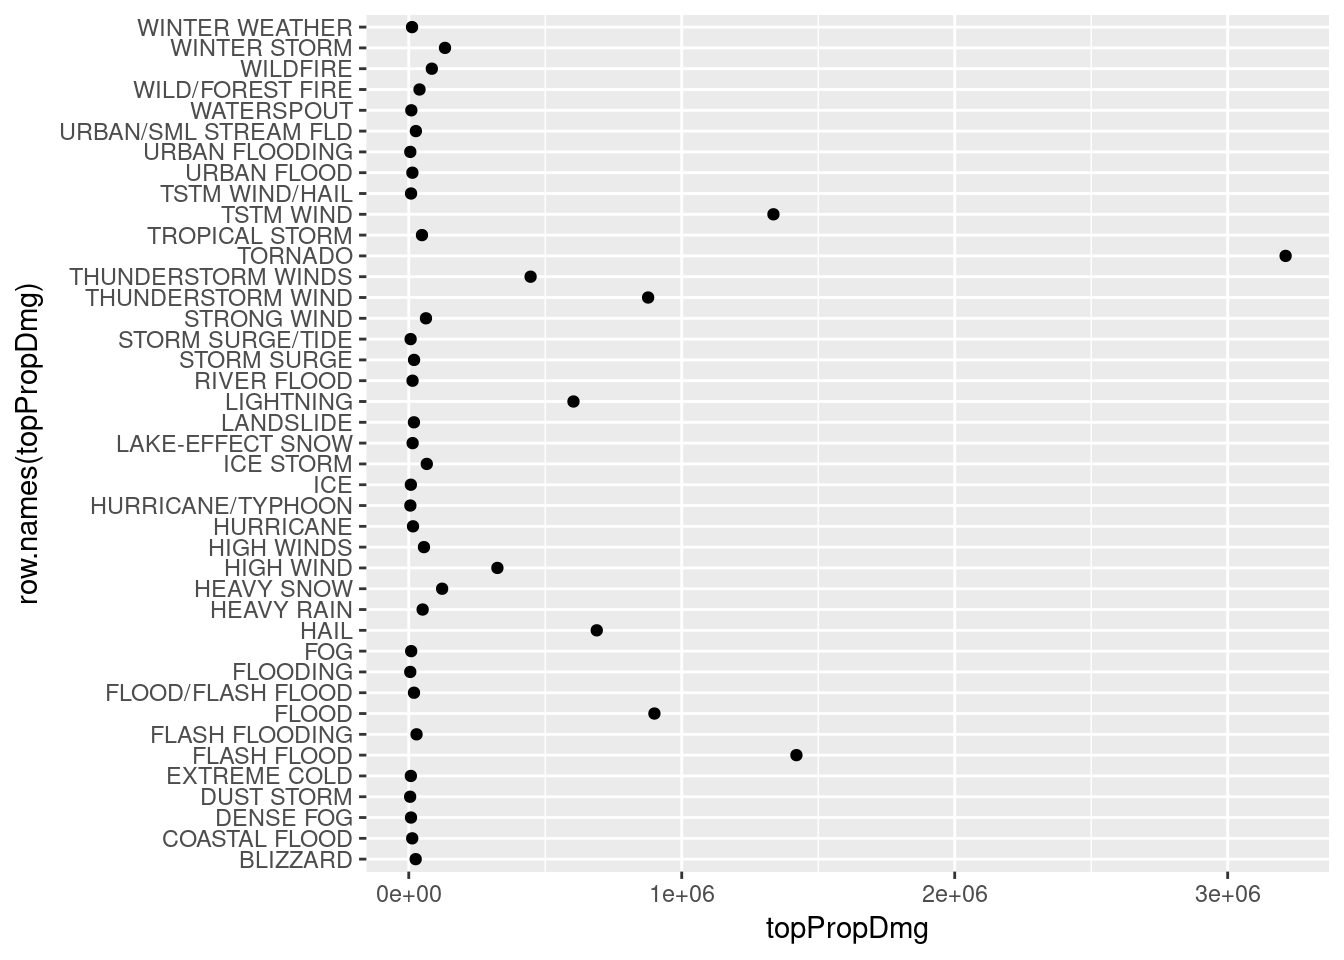 WINTER WEATHER
WINTER STORM
WILDFIRE
WILD/FOREST FIRE
WATERSPOUT
URBAN/SML STREAM FLD
URBAN FLOODING
URBAN FLOOD
TSTM WIND/HAIL
TSTM WIND
TROPICAL STORM
TORNADO
THUNDERSTORM WINDS
THUNDERSTORM WIND
STRONG WIND
STORM SURGE/TIDE
STORM SURGE
RIVER FLOOD
LIGHTNING
LANDSLIDE
LAKE-EFFECT SNOW
ICE STORM
ICE
HURRICANE/TYPHOON
HURRICANE
HIGH WINDS
HIGH WIND
HEAVY SNOW
HEAVY RAIN
HAIL
FOG
FLOODING
FLOOD/FLASH FLOOD
FLOOD
FLASH FLOODING
FLASH FLOOD
EXTREME COLD
DUST STORM
DENSE FOG
COASTAL FLOOD
BLIZZARD
row.names(topPropDmg)
0e+00 1e+06 2e+06 3e+06
topPropDmg